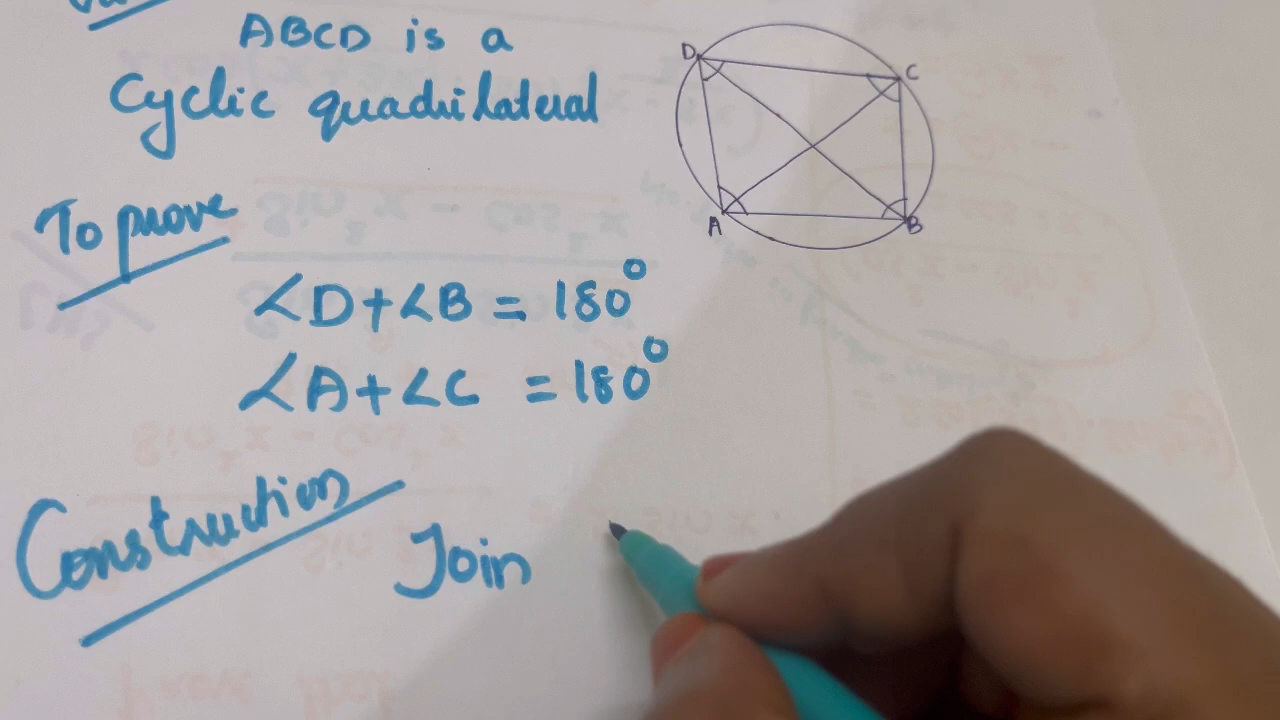 ABCD is a
Cyclic quadrilateral
D
C
A
B
To prove
∠D+∠B = 180°
∠A+∠C = 180°
Construction
Join